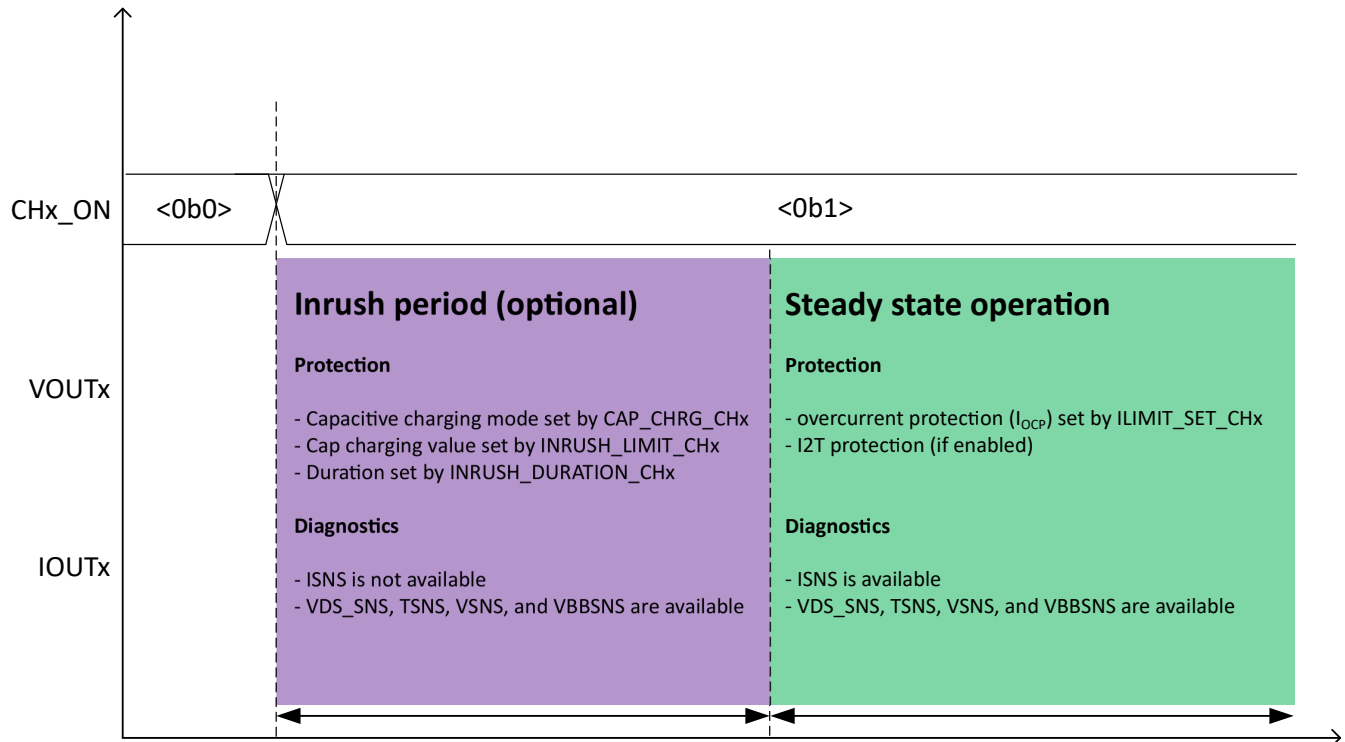 CHx_ON
<0b0>
<0b1>
Inrush period (optional)
Protection
- Capacitive charging mode set by CAP_CHRG_CHx
- Cap charging value set by INRUSH_LIMIT_CHx
- Duration set by INRUSH_DURATION_CHx
Diagnostics
- ISNS is not available
- VDS_SNS, TSNS, VSNS, and VBBSNS are available
Steady state operation
Protection
- overcurrent protection (IOCP) set by ILIMIT_SET_CHx
- I2T protection (if enabled)
Diagnostics
- ISNS is available
- VDS_SNS, TSNS, VSNS, and VBBSNS are available
VOUTx
IOUTx